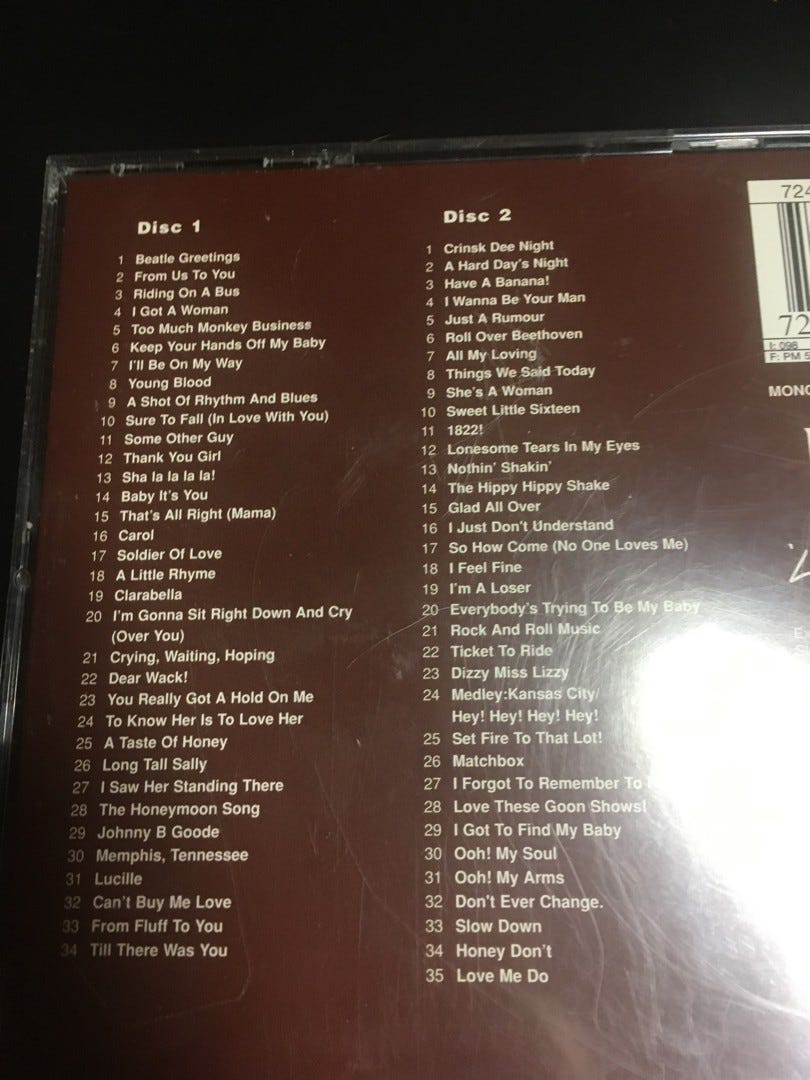 Disc 1
1 Beatle Greetings
2 From Us To You
3 Riding On A Bus
4 I Got A Woman
5 Too Much Monkey Business
6 Keep Your Hands Off My Baby
7 I'll Be On My Way
8 Young Blood
9 A Shot Of Rhythm And Blues
10 Sure To Fall (In Love With You)
11 Some Other Guy
12 Thank You Girl
13 Sha la la la la!
14 Baby It's You
15 That's All Right (Mama)
16 Carol
17 Soldier Of Love
18 A Little Rhyme
19 Clarabella
20 I'm Gonna Sit Right Down And Cry
(Over You)
21 Crying, Waiting, Hoping
22 Dear Wack!
23 You Really Got A Hold On Me
24 To Know Her Is To Love Her
25 A Taste Of Honey
26 Long Tall Sally
27 I Saw Her Standing There
28 The Honeymoon Song
29 Johnny B Goode
30 Memphis, Tennessee
31 Lucille
32 Can't Buy Me Love
33 From Fluff To You
34 Till There Was You
Disc 2
1 Crinsk Dee Night
2 A Hard Day's Night
3 Have A Banana!
4 I Wanna Be Your Man
5 Just A Rumour
6 Roll Over Beethoven
7 All My Loving
8 Things We Said Today
9 She's A Woman
10 Sweet Little Sixteen
11 1822!
12 Lonesome Tears In My Eyes
13 Nothin' Shakin'
14 The Hippy Hippy Shake
15 Glad All Over
16 I Just Don't Understand
17 So How Come (No One Loves Me)
18 I Feel Fine
19 I'm A Loser
20 Everybody's Trying To Be My Baby
21 Rock And Roll Music
22 Ticket To Ride
23 Dizzy Miss Lizzy
24 Medley:Kansas City/
Hey! Hey! Hey! Hey!
25 Set Fire To That Lot!
26 Matchbox
27 I Forgot To Remember To
28 Love These Goon Shows!
29 I Got To Find My Baby
30 Ooh! My Soul
31 Ooh! My Arms
32 Don't Ever Change.
33 Slow Down
34 Honey Don't
35 Love Me Do
724
72
I: 098
F: PM 5
MONO